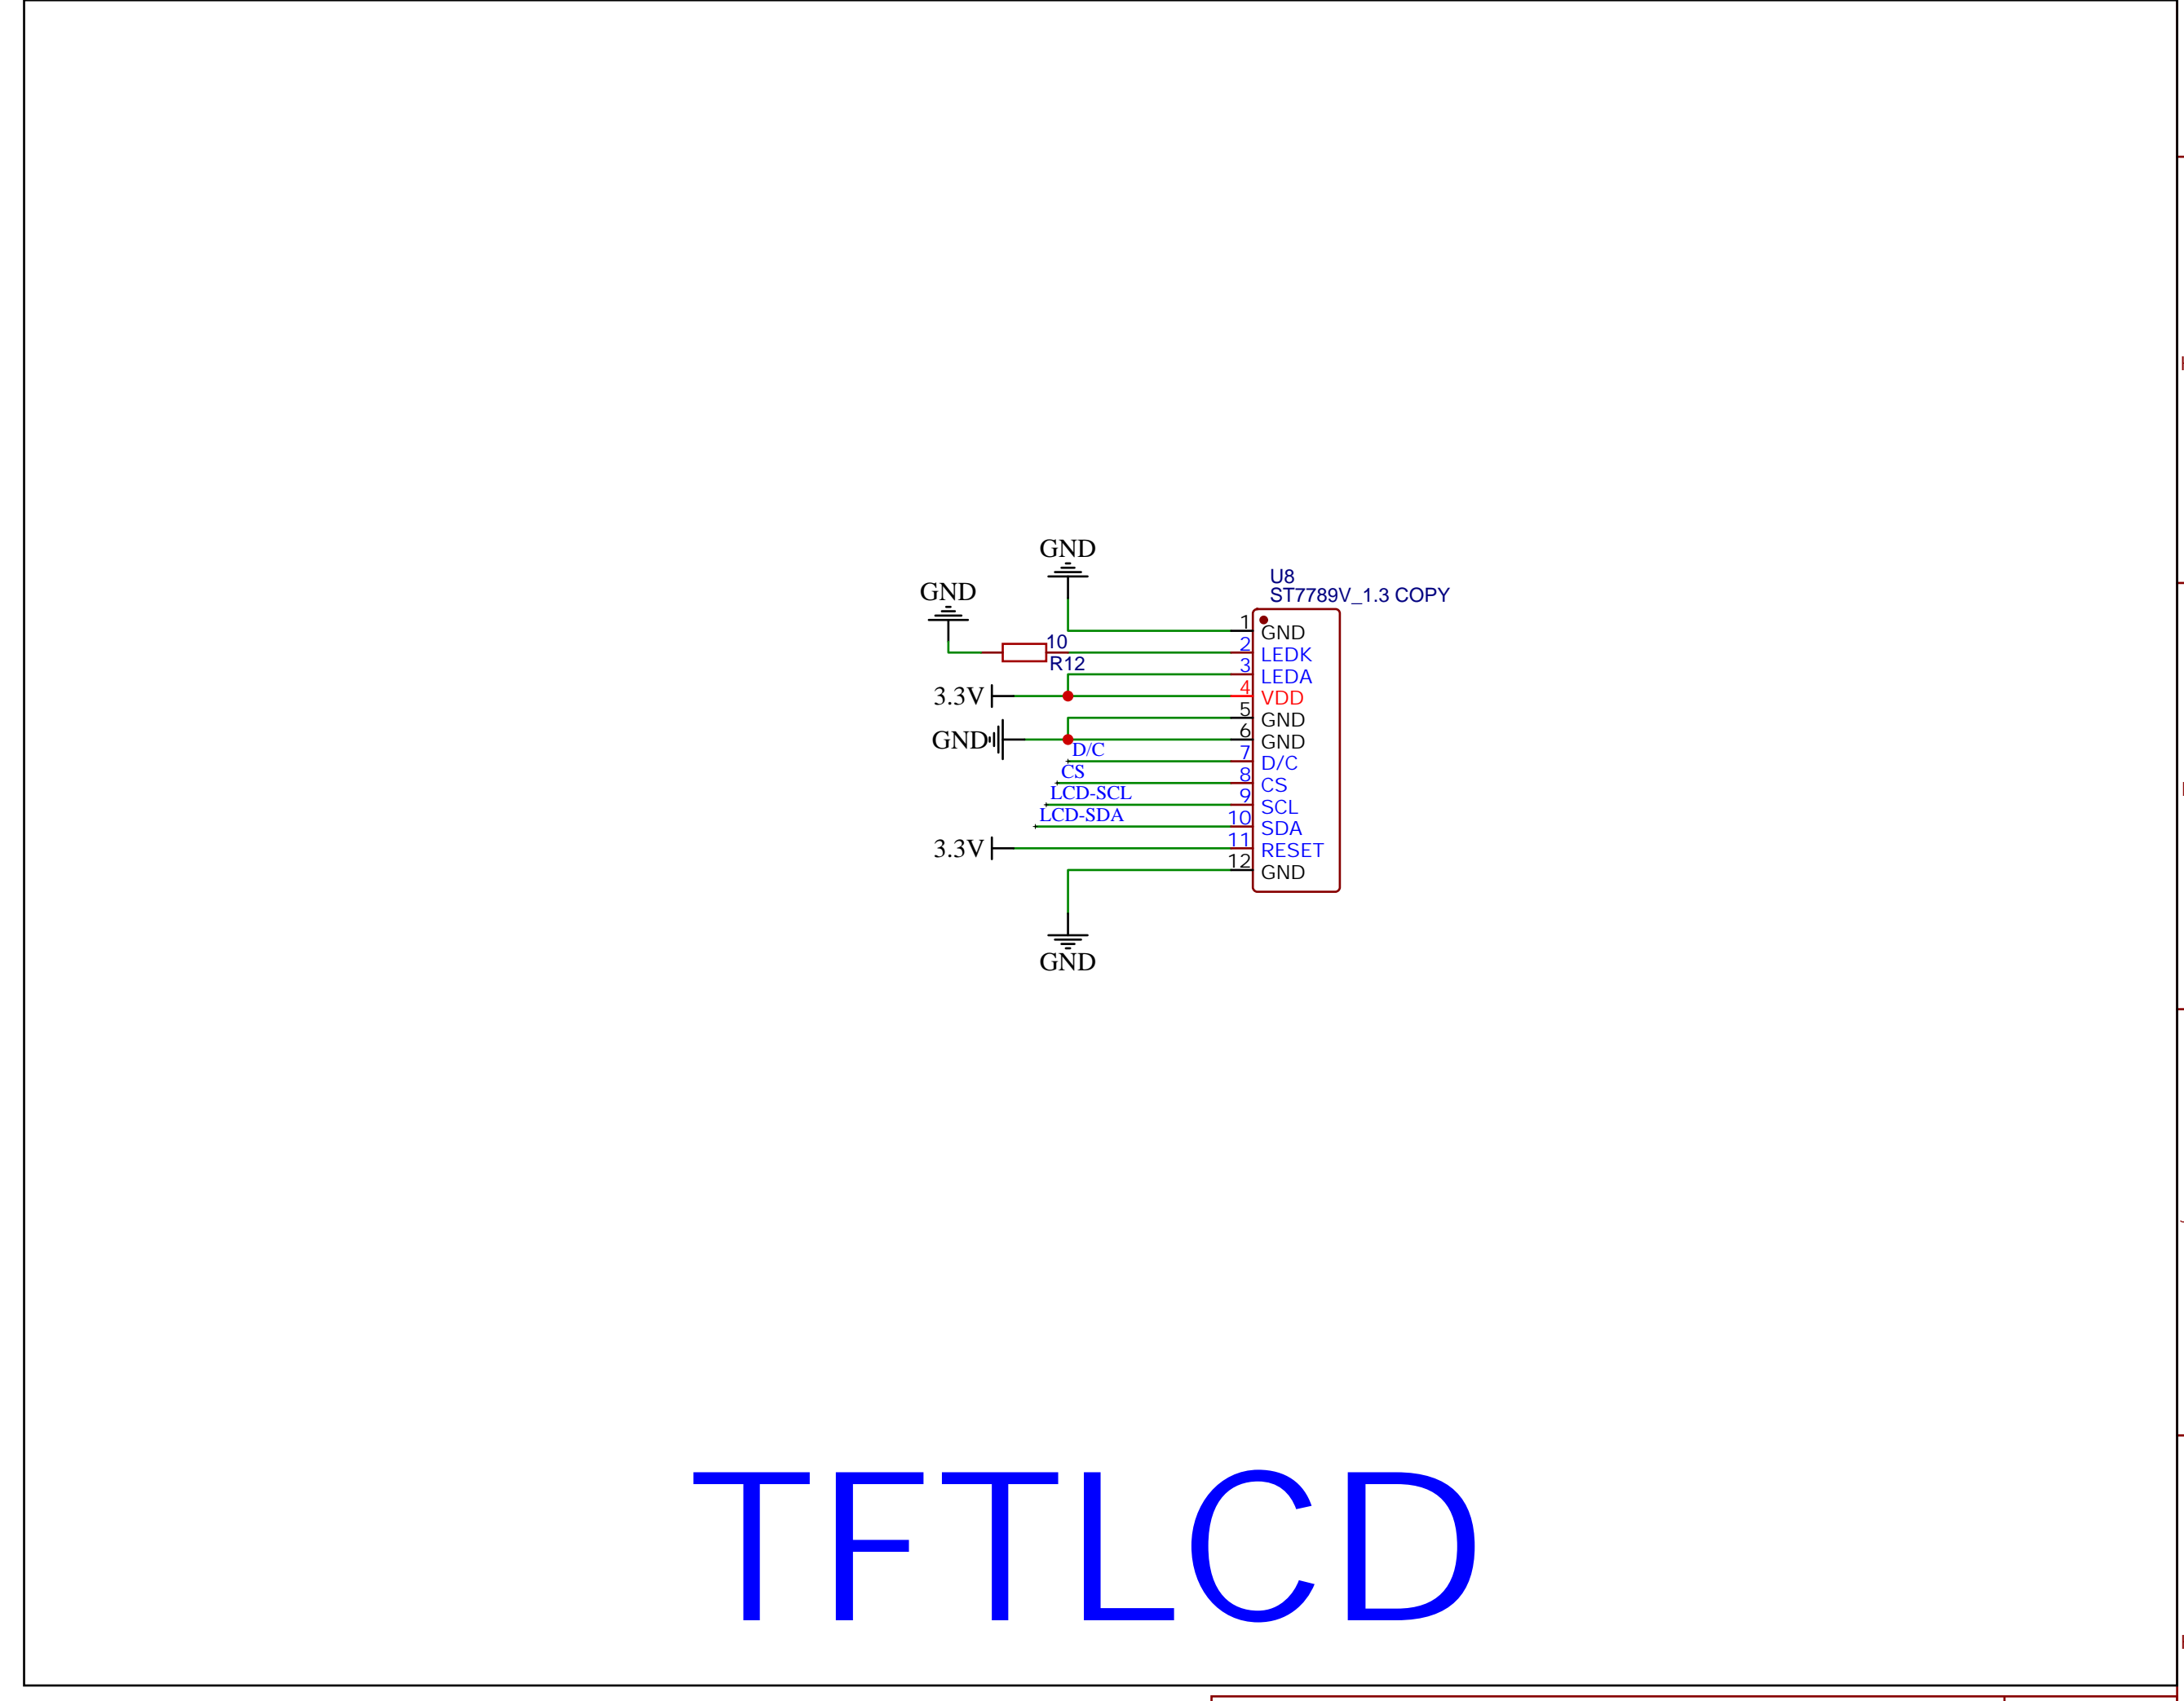 GND
GND
U8
ST7789V_1.3 COPY
1 GND
10
2 LEDK
R12
3 LEDA
3.3V
4 VDD
5 GND
GND
6 GND
D/C
7 D/C
CS
8 CS
LCD-SCL
9 SCL
LCD-SDA
10 SDA
3.3V
11 RESET
12 GND
GND
TFTLCD